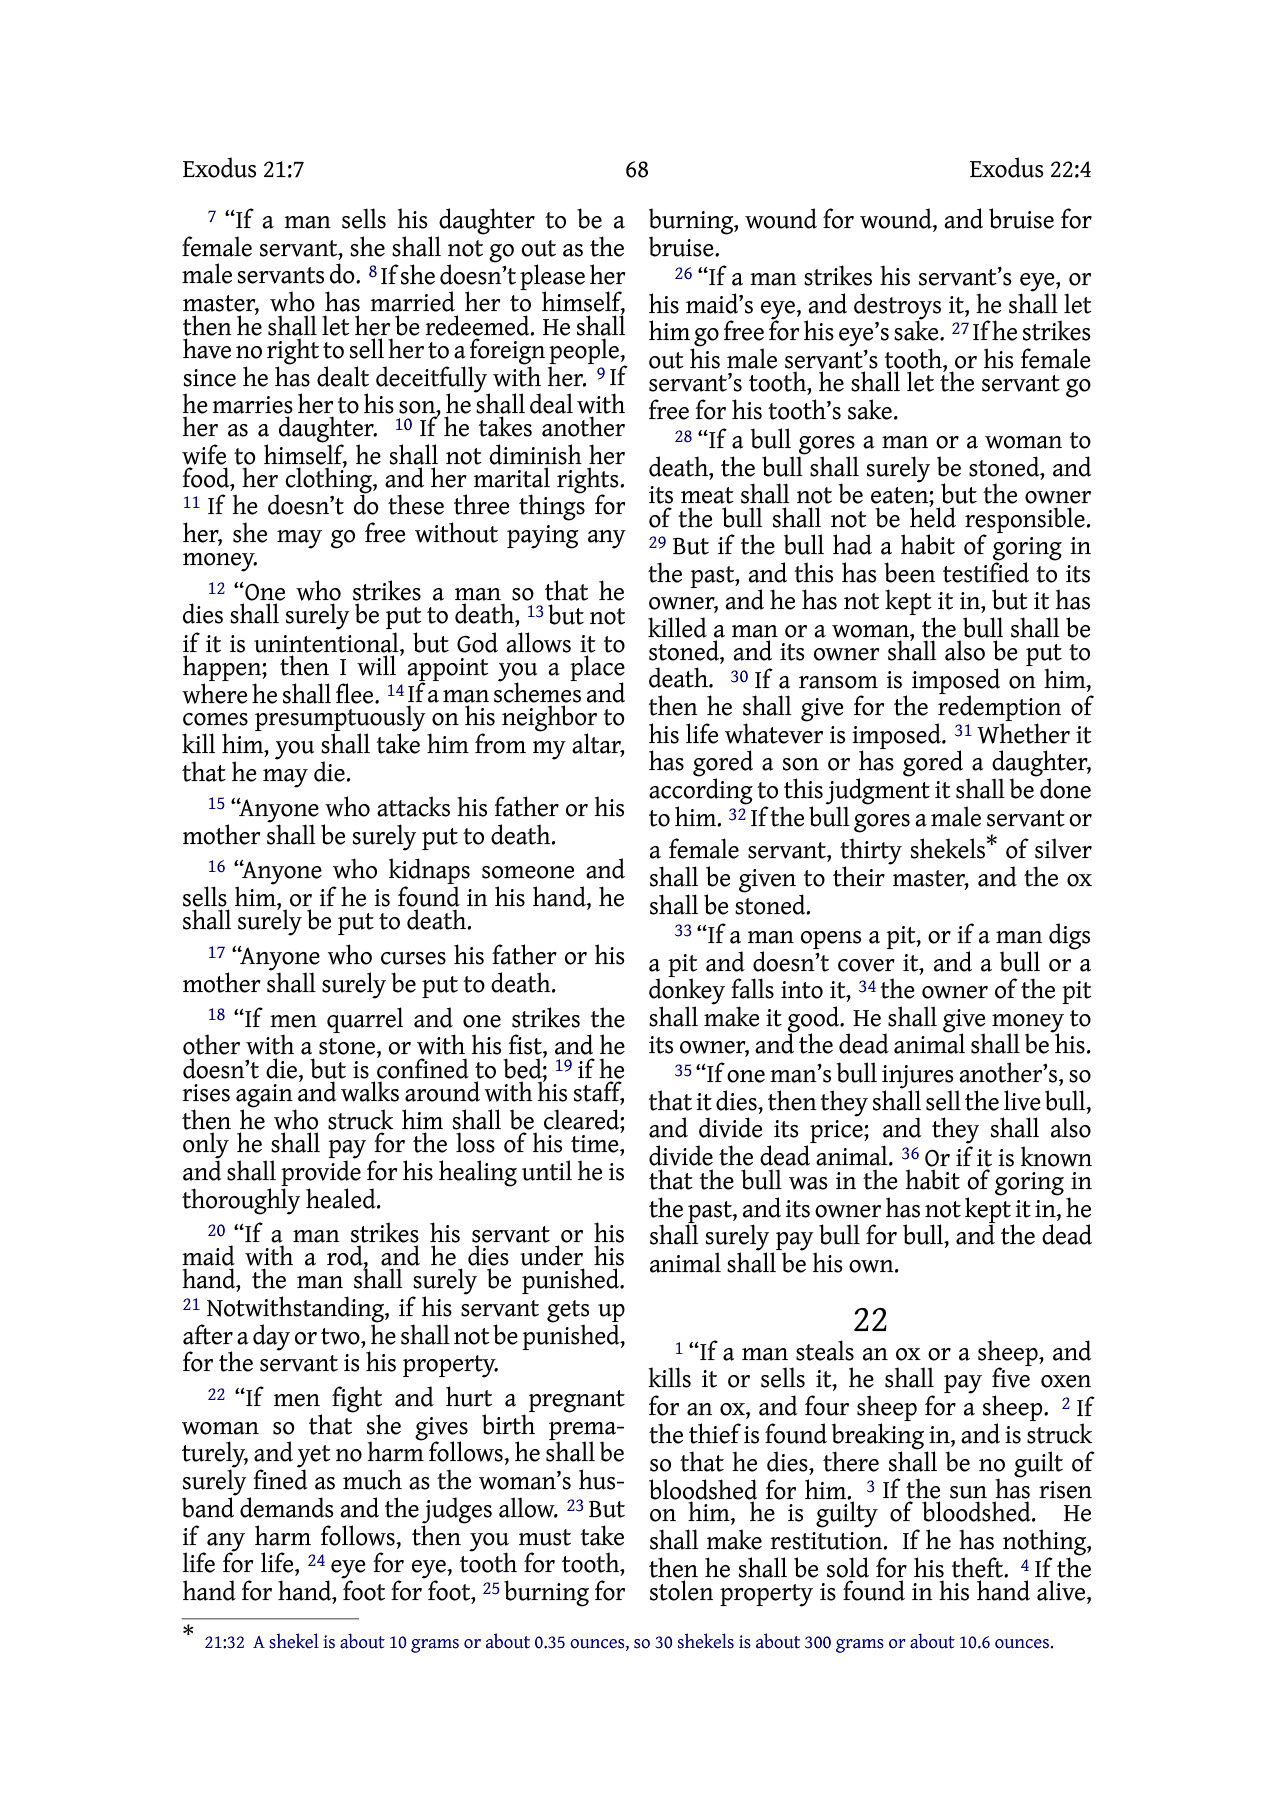 Exodus 21:7 68 Exodus 22:4
7 “If a man sells his daughter to be a
female servant, she shall not go out as the
male servants do. 8 If she doesn’t please her
master, who has married her to himself,
then he shall let her be redeemed. He shall
have no right to sell her to a foreign people,
since he has dealt deceitfully with her. 9 If
he marries her to his son, he shall deal with
her as a daughter. 10 If he takes another
wife to himself, he shall not diminish her
food, her clothing, and her marital rights.
11 If he doesn’t do these three things for
her, she may go free without paying any
money.
12 “One who strikes a man so that he
dies shall surely be put to death, 13 but not
if it is unintentional, but God allows it to
happen; then I will appoint you a place
where he shall flee. 14 If a man schemes and
comes presumptuously on his neighbor to
kill him, you shall take him from my altar,
that he may die.
15 “Anyone who attacks his father or his
mother shall be surely put to death.
16 “Anyone who kidnaps someone and
sells him, or if he is found in his hand, he
shall surely be put to death.
17 “Anyone who curses his father or his
mother shall surely be put to death.
18 “If men quarrel and one strikes the
other with a stone, or with his fist, and he
doesn’t die, but is confined to bed; 19 if he
rises again and walks around with his staff,
then he who struck him shall be cleared;
only he shall pay for the loss of his time,
and shall provide for his healing until he is
thoroughly healed.
20 “If a man strikes his servant or his
maid with a rod, and he dies under his
hand, the man shall surely be punished.
21 Notwithstanding, if his servant gets up
after a day or two, he shall not be punished,
for the servant is his property.
22 “If men fight and hurt a pregnant
woman so that she gives birth prema-
turely, and yet no harm follows, he shall be
surely fined as much as the woman’s hus-
band demands and the judges allow. 23 But
if any harm follows, then you must take
life for life, 24 eye for eye, tooth for tooth,
hand for hand, foot for foot, 25 burning for
burning, wound for wound, and bruise for
bruise.
26 “If a man strikes his servant’s eye, or
his maid’s eye, and destroys it, he shall let
him go free for his eye’s sake. 27 If he strikes
out his male servant’s tooth, or his female
servant’s tooth, he shall let the servant go
free for his tooth’s sake.
28 “If a bull gores a man or a woman to
death, the bull shall surely be stoned, and
its meat shall not be eaten; but the owner
of the bull shall not be held responsible.
29 But if the bull had a habit of goring in
the past, and this has been testified to its
owner, and he has not kept it in, but it has
killed a man or a woman, the bull shall be
stoned, and its owner shall also be put to
death. 30 If a ransom is imposed on him,
then he shall give for the redemption of
his life whatever is imposed. 31 Whether it
has gored a son or has gored a daughter,
according to this judgment it shall be done
to him. 32 If the bull gores a male servant or
a female servant, thirty shekels* of silver
shall be given to their master, and the ox
shall be stoned.
33 “If a man opens a pit, or if a man digs
a pit and doesn’t cover it, and a bull or a
donkey falls into it, 34 the owner of the pit
shall make it good. He shall give money to
its owner, and the dead animal shall be his.
35 “If one man’s bull injures another’s, so
that it dies, then they shall sell the live bull,
and divide its price; and they shall also
divide the dead animal. 36 Or if it is known
that the bull was in the habit of goring in
the past, and its owner has not kept it in, he
shall surely pay bull for bull, and the dead
animal shall be his own.
22
1 “If a man steals an ox or a sheep, and
kills it or sells it, he shall pay five oxen
for an ox, and four sheep for a sheep. 2 If
the thief is found breaking in, and is struck
so that he dies, there shall be no guilt of
bloodshed for him. 3 If the sun has risen
on him, he is guilty of bloodshed. He
shall make restitution. If he has nothing,
then he shall be sold for his theft. 4 If the
stolen property is found in his hand alive,
* 21:32 A shekel is about 10 grams or about 0.35 ounces, so 30 shekels is about 300 grams or about 10.6 ounces.